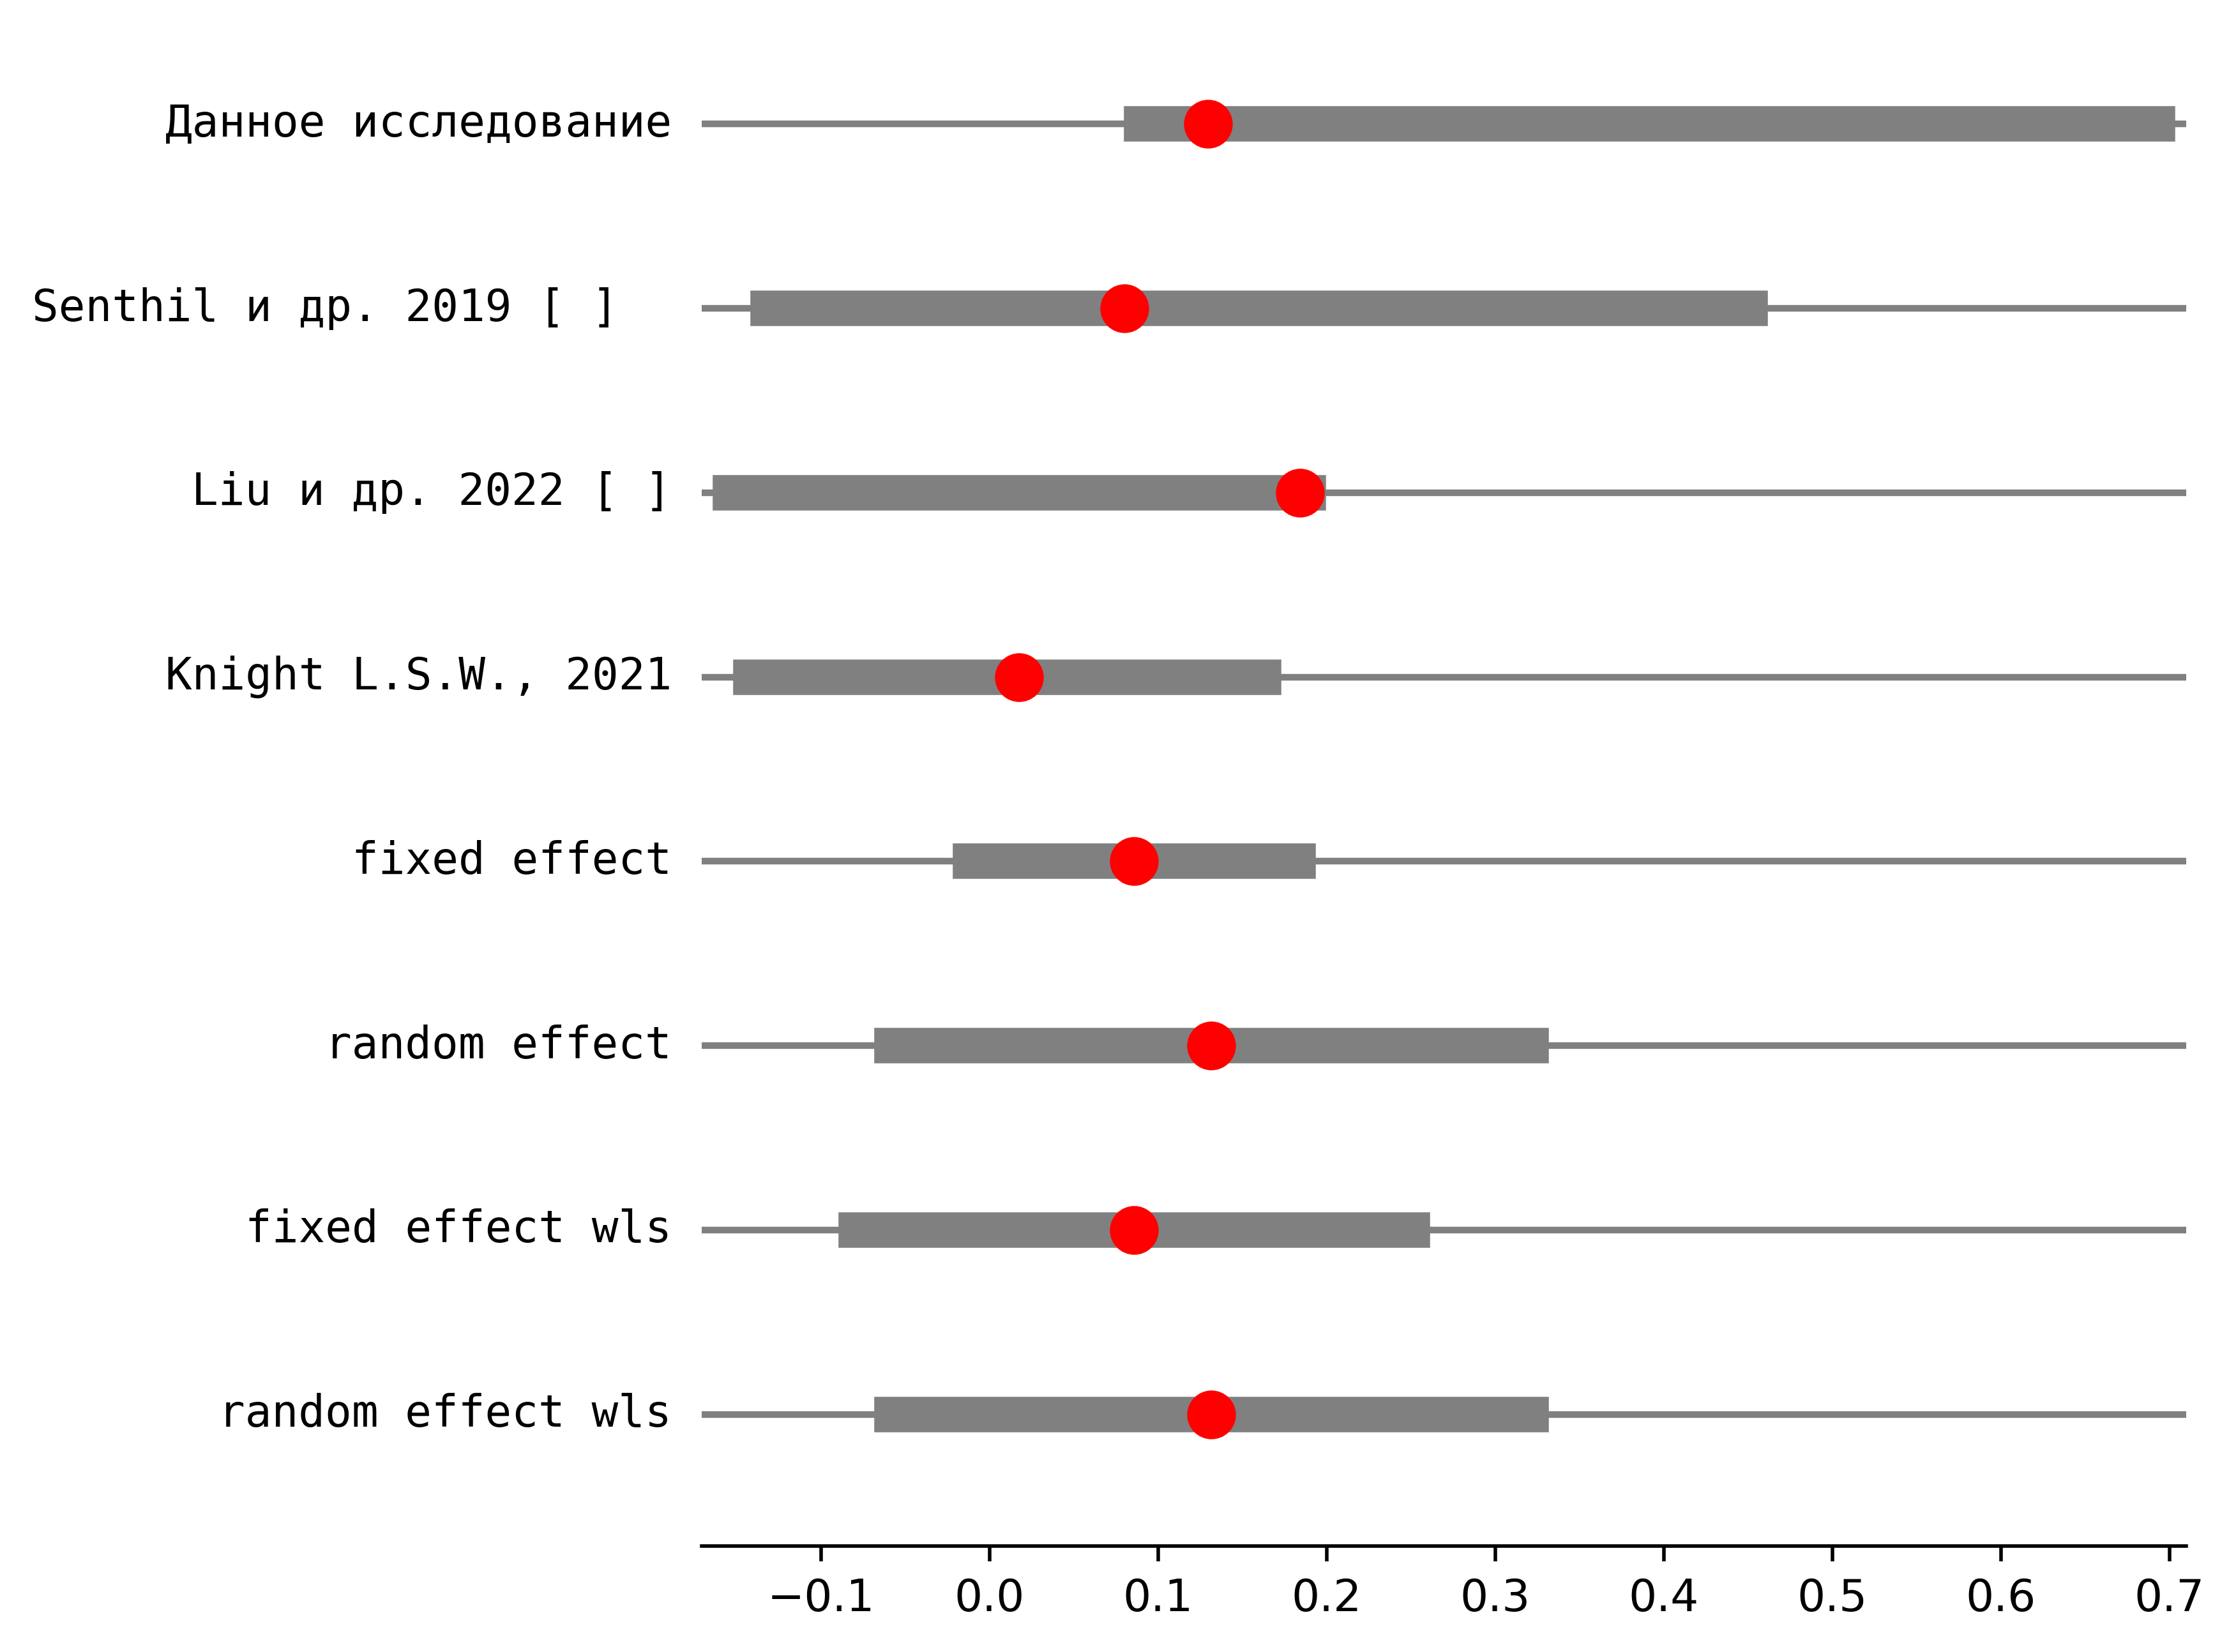 Данное исследование
Senthil и др. 2019 [ ]
Liu и др. 2022 [ ]
Knight L.S.W., 2021
fixed effect
random effect
fixed effect wls
random effect wls
−0.1 0.0 0.1 0.2 0.3 0.4 0.5 0.6 0.7